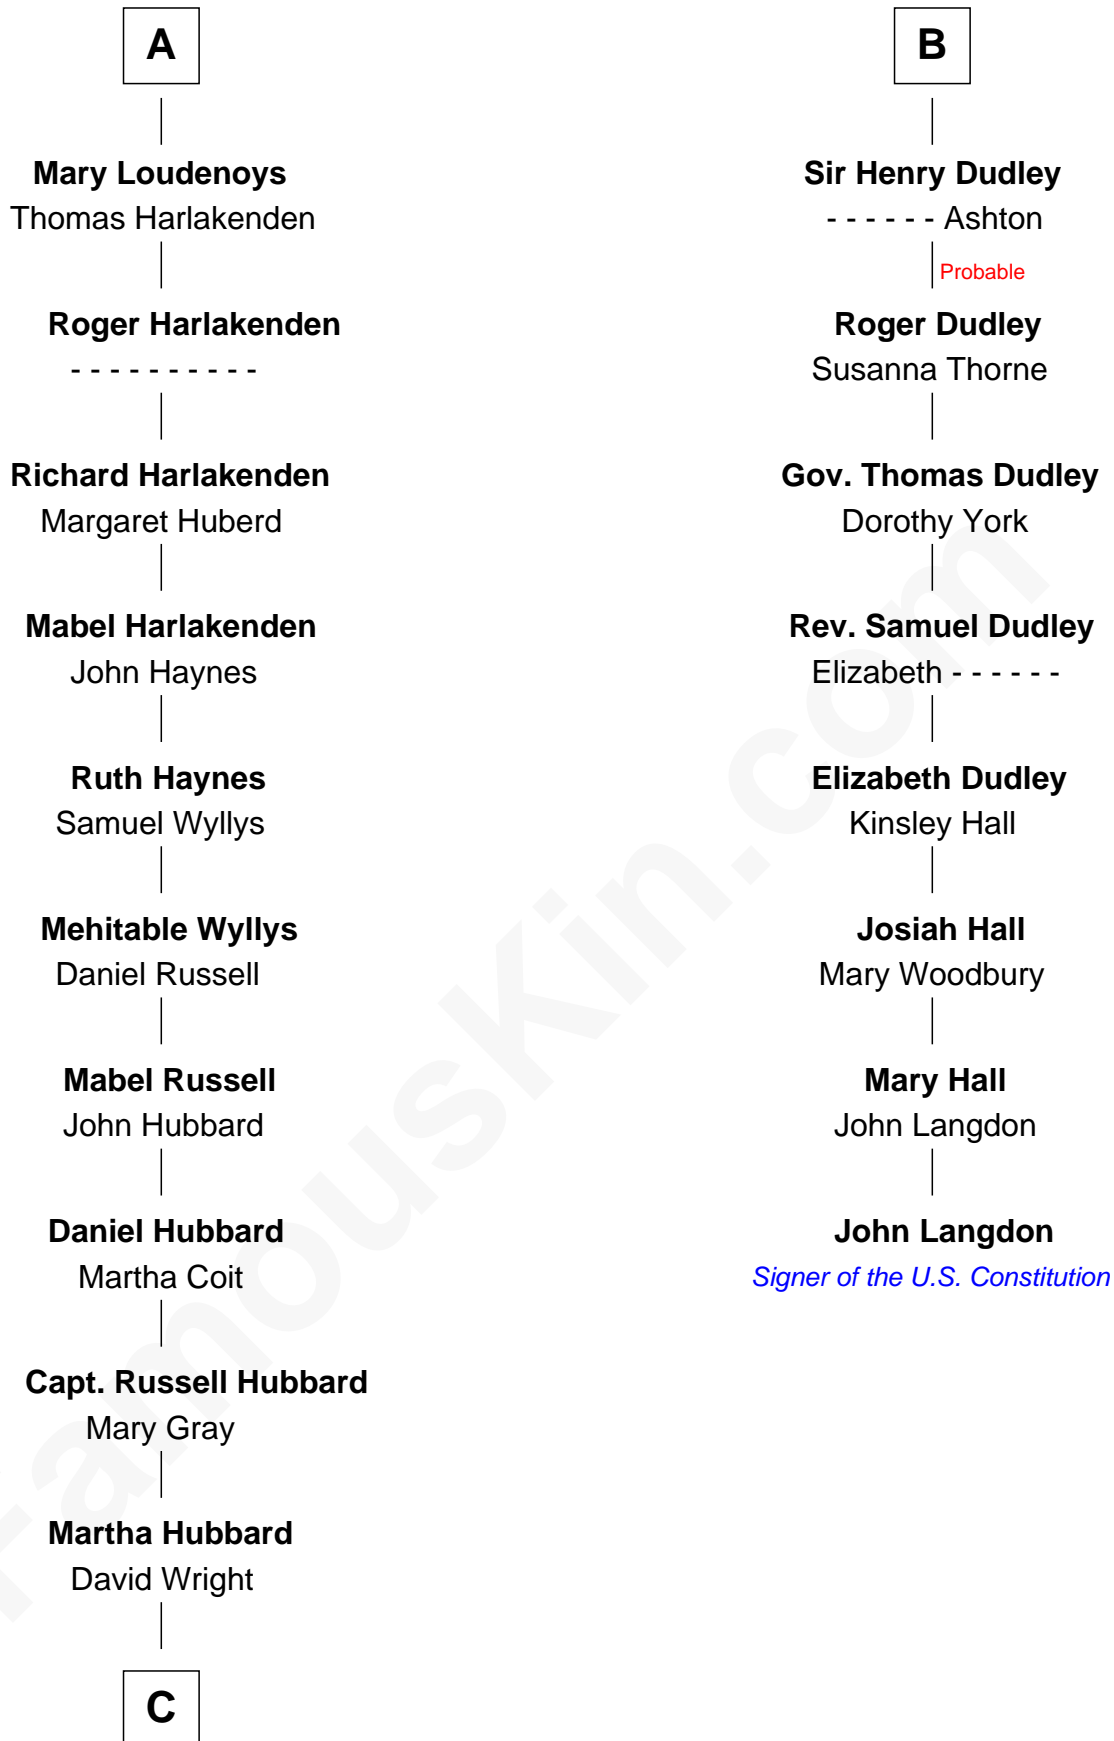 A
Mary Loudenoys
Thomas Harlakenden
Roger Harlakenden
- - - - - - - - - -
Richard Harlakenden
Margaret Huberd
Mabel Harlakenden
John Haynes
Ruth Haynes
Samuel Wyllys
Mehitable Wyllys
Daniel Russell
Mabel Russell
John Hubbard
Daniel Hubbard
Martha Coit
Capt. Russell Hubbard
Mary Gray
Martha Hubbard
David Wright
C
B
Sir Henry Dudley
- - - - - - Ashton
Probable
Roger Dudley
Susanna Thorne
Gov. Thomas Dudley
Dorothy York
Rev. Samuel Dudley
Elizabeth - - - - - -
Elizabeth Dudley
Kinsley Hall
Josiah Hall
Mary Woodbury
Mary Hall
John Langdon
John Langdon
Signer of the U.S. Constitution
FamousKin.com